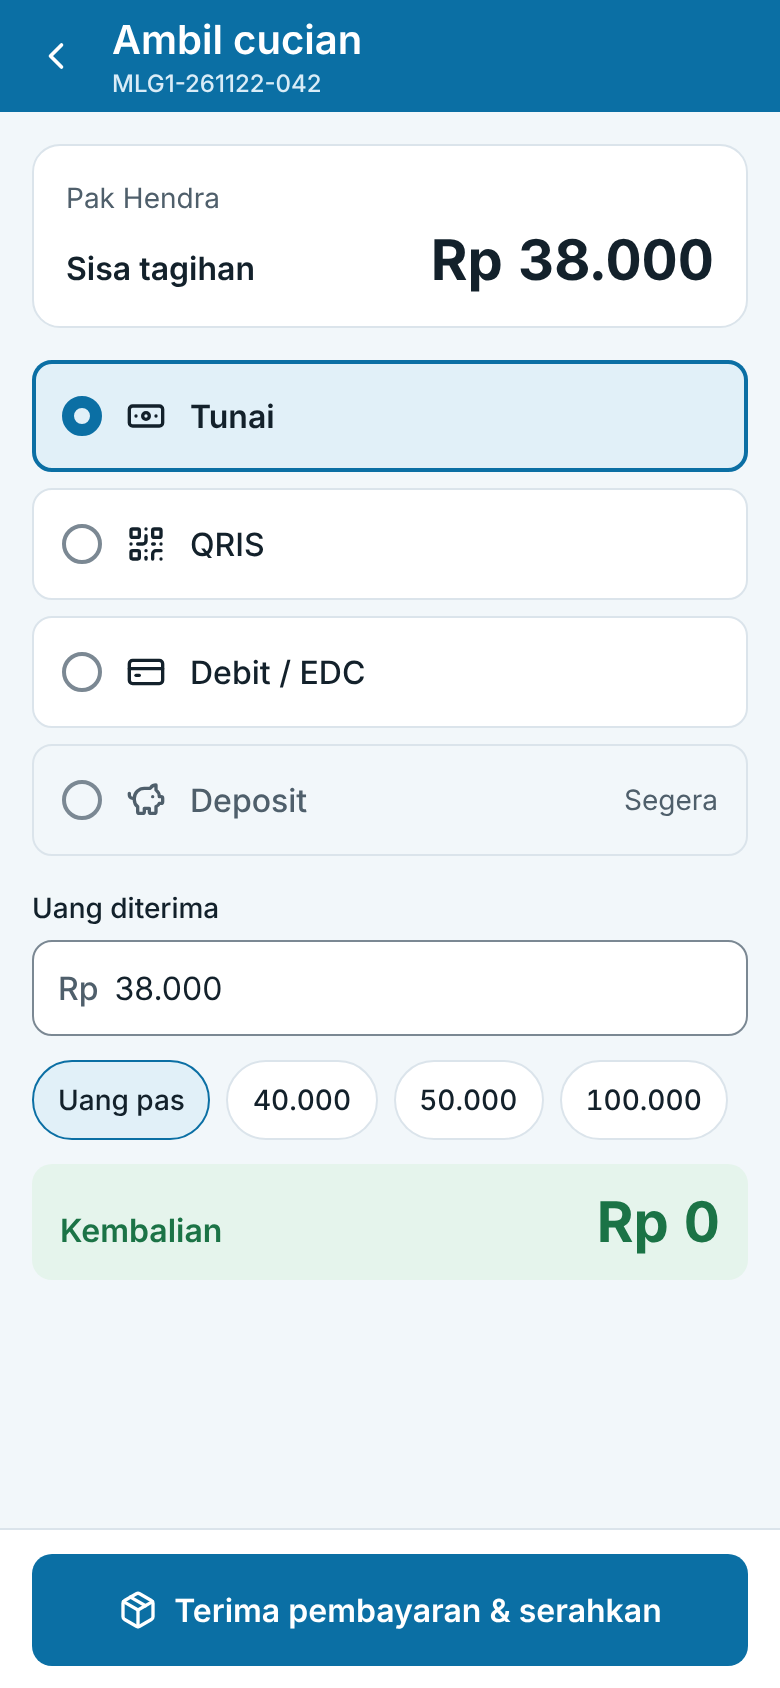 Ambil cucian
MLG1-261122-042
Pak Hendra
Sisa tagihan Rp 38.000
Tunai
QRIS
Debit / EDC
Deposit Segera
Uang diterima
Rp 38.000
Uang pas 40.000 50.000 100.000
Kembalian Rp 0
Terima pembayaran & serahkan